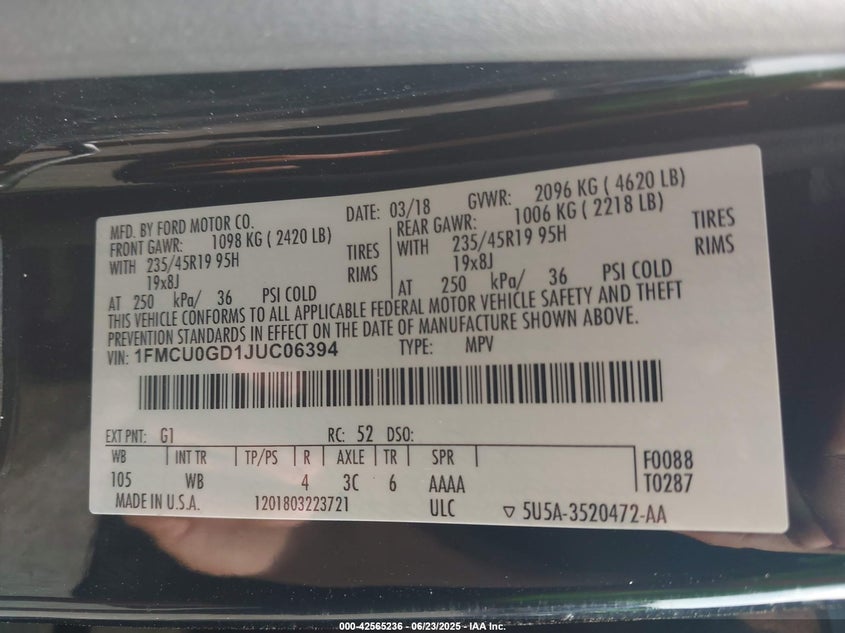 MFD. BY FORD MOTOR CO. DATE: 03/18 GVWR: 2096 KG ( 4620 LB)
FRONT GAWR: 1098 KG ( 2420 LB) REAR GAWR: 1006 KG ( 2218 LB)
WITH 235/45R19 95H TIRES WITH 235/45R19 95H TIRES
19x8J RIMS 19x8J RIMS
AT 250 kPa/ 36 PSI COLD AT 250 kPa/ 36 PSI COLD
THIS VEHICLE CONFORMS TO ALL APPLICABLE FEDERAL MOTOR VEHICLE SAFETY AND THEFT
PREVENTION STANDARDS IN EFFECT ON THE DATE OF MANUFACTURE SHOWN ABOVE.
VIN: 1FMCU0GD1JUC06394 TYPE: MPV
EXT PNT: G1 RC: 52 DSO:
WB INT TR TP/PS R AXLE TR SPR F0088
105 WB 4 3C 6 AAAA T0287
MADE IN U.S.A. 1201803223721 ULC ▽ 5U5A-3520472-AA
000-42565236 - 06/23/2025 - IAA Inc.